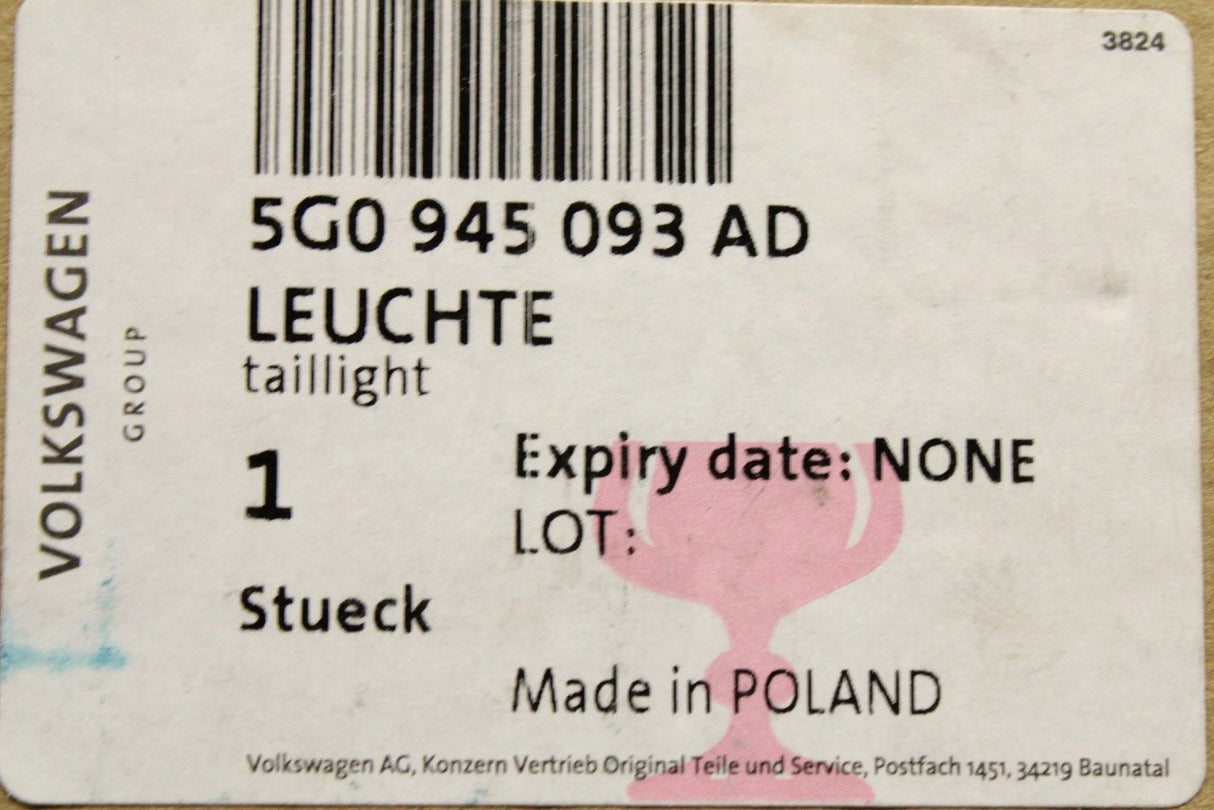 3824
5G0 945 093 AD
LEUCHTE
taillight
1
Expiry date: NONE
LOT:
Stueck
Made in POLAND
Volkswagen AG, Konzern Vertrieb Original Teile und Service, Postfach 1451, 34219 Baunatal
VOLKSWAGEN
GROUP